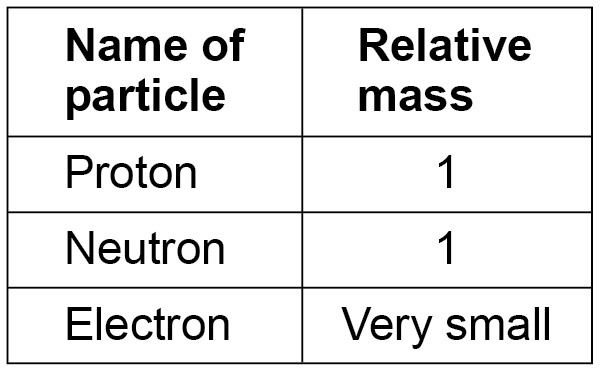 Name of particle Relative mass
Proton 1
Neutron 1
Electron Very small